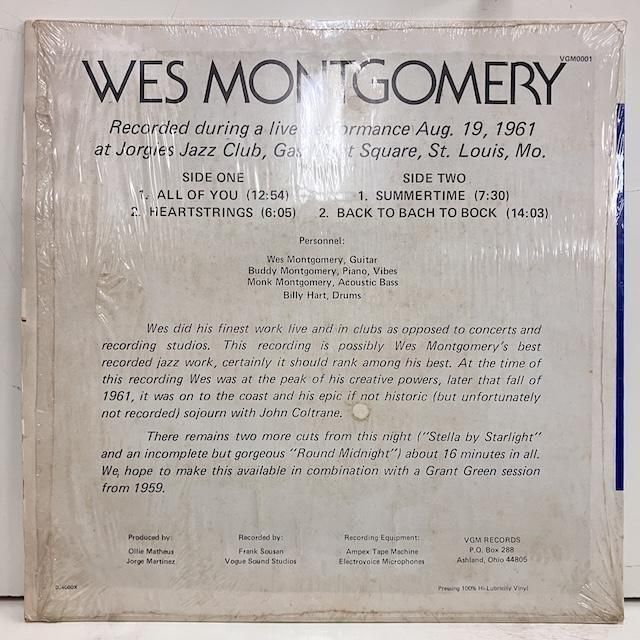 VGM0001
WES MONTGOMERY
Recorded during a live performance Aug. 19, 1961
at Jorgies Jazz Club, Gaslight Square, St. Louis, Mo.
SIDE ONE
1. ALL OF YOU (12:54)
2. HEARTSTRINGS (6:05)
SIDE TWO
1. SUMMERTIME (7:30)
2. BACK TO BACH TO BOCK (14:03)
Personnel:
Wes Montgomery, Guitar
Buddy Montgomery, Piano, Vibes
Monk Montgomery, Acoustic Bass
Billy Hart, Drums
Wes did his finest work live and in clubs as opposed to concerts and
recording studios. This recording is possibly Wes Montgomery's best
recorded jazz work, certainly it should rank among his best. At the time of
this recording Wes was at the peak of his creative powers, later that fall of
1961, it was on to the coast and his epic if not historic (but unfortunately
not recorded) sojourn with John Coltrane.
There remains two more cuts from this night ("Stella by Starlight"
and an incomplete but gorgeous "Round Midnight") about 16 minutes in all.
We, hope to make this available in combination with a Grant Green session
from 1959.
Produced by:
Ollie Matheus
Jorge Martinez
Recorded by:
Frank Sousan
Vogue Sound Studios
Recording Equipment:
Ampex Tape Machine
Electrovoice Microphones
VGM RECORDS
P.O. Box 288
Ashland, Ohio 44805
Pressing 100% Hi-Lubricity Vinyl